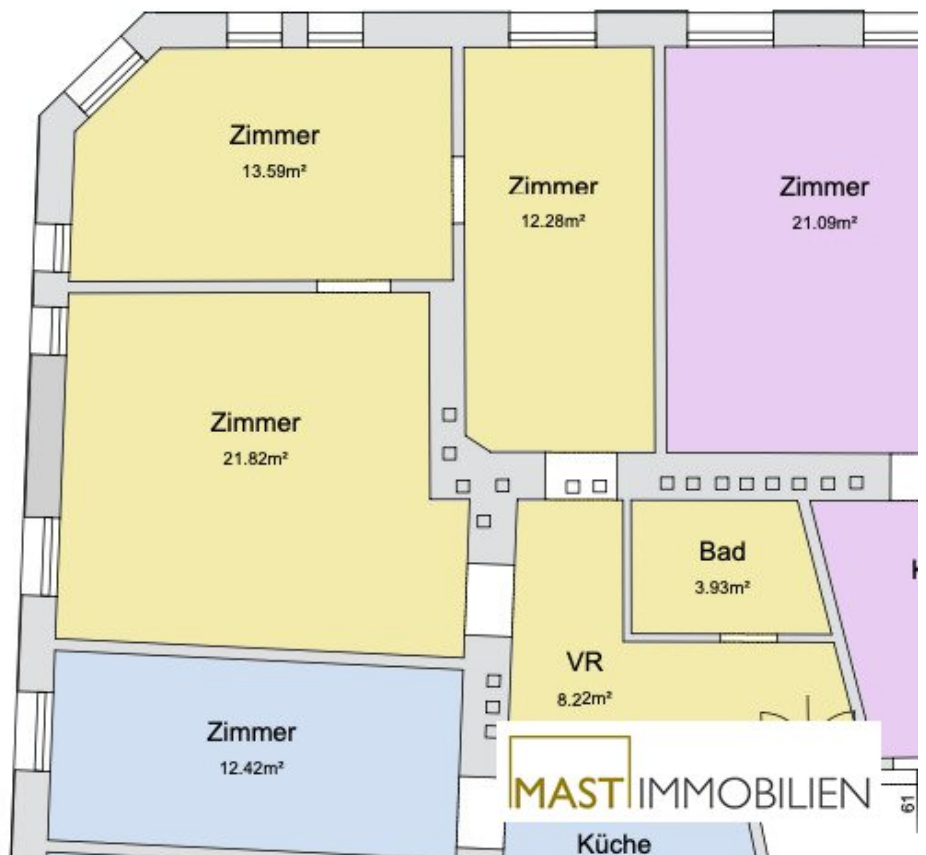 Zimmer
13.59m²
Zimmer
12.28m²
Zimmer
21.09m²
Zimmer
21.82m²
Bad
3.93m²
VR
8.22m²
Zimmer
12.42m²
MAST IMMOBILIEN
Küche
61